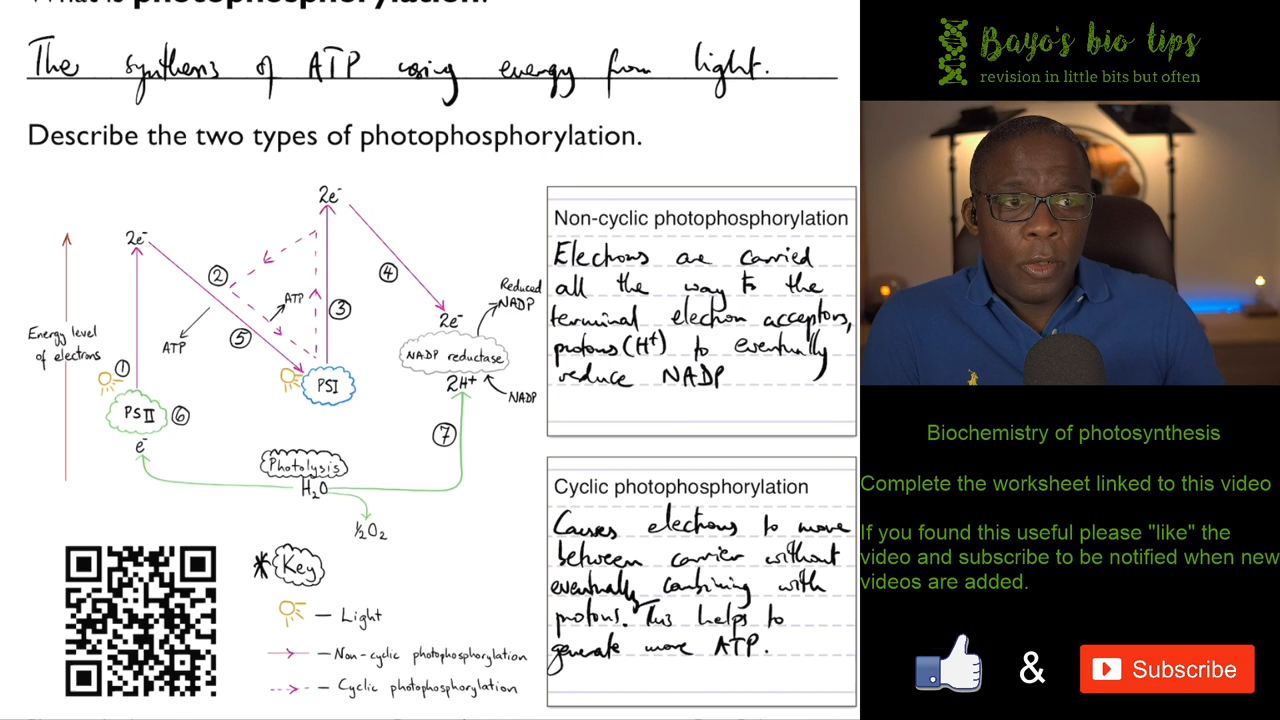 What is photophosphorylation?
The synthesis of ATP using energy from light.
Describe the two types of photophosphorylation.
2e⁻
2e⁻
②
④
Reduced
NADP
ATP
③
2e⁻
Energy level
of electrons
⑤
ATP
NADP reductase
①
PSI
2H⁺
NADP
PSII
⑥
e⁻
⑦
Photolysis
H₂O
½O₂
Key
Light
Non-cyclic photophosphorylation
Cyclic photophosphorylation
Non-cyclic photophosphorylation
Electrons are carried
all the way to the
terminal electron acceptors,
protons (H⁺) to eventually
reduce NADP
Cyclic photophosphorylation
Causes electrons to move
between carrier without
eventually combining with
protons. This helps to
generate more ATP.
Bayo's bio tips
revision in little bits but often
Biochemistry of photosynthesis
Complete the worksheet linked to this video
If you found this useful please "like" the
video and subscribe to be notified when new
videos are added.
&
Subscribe